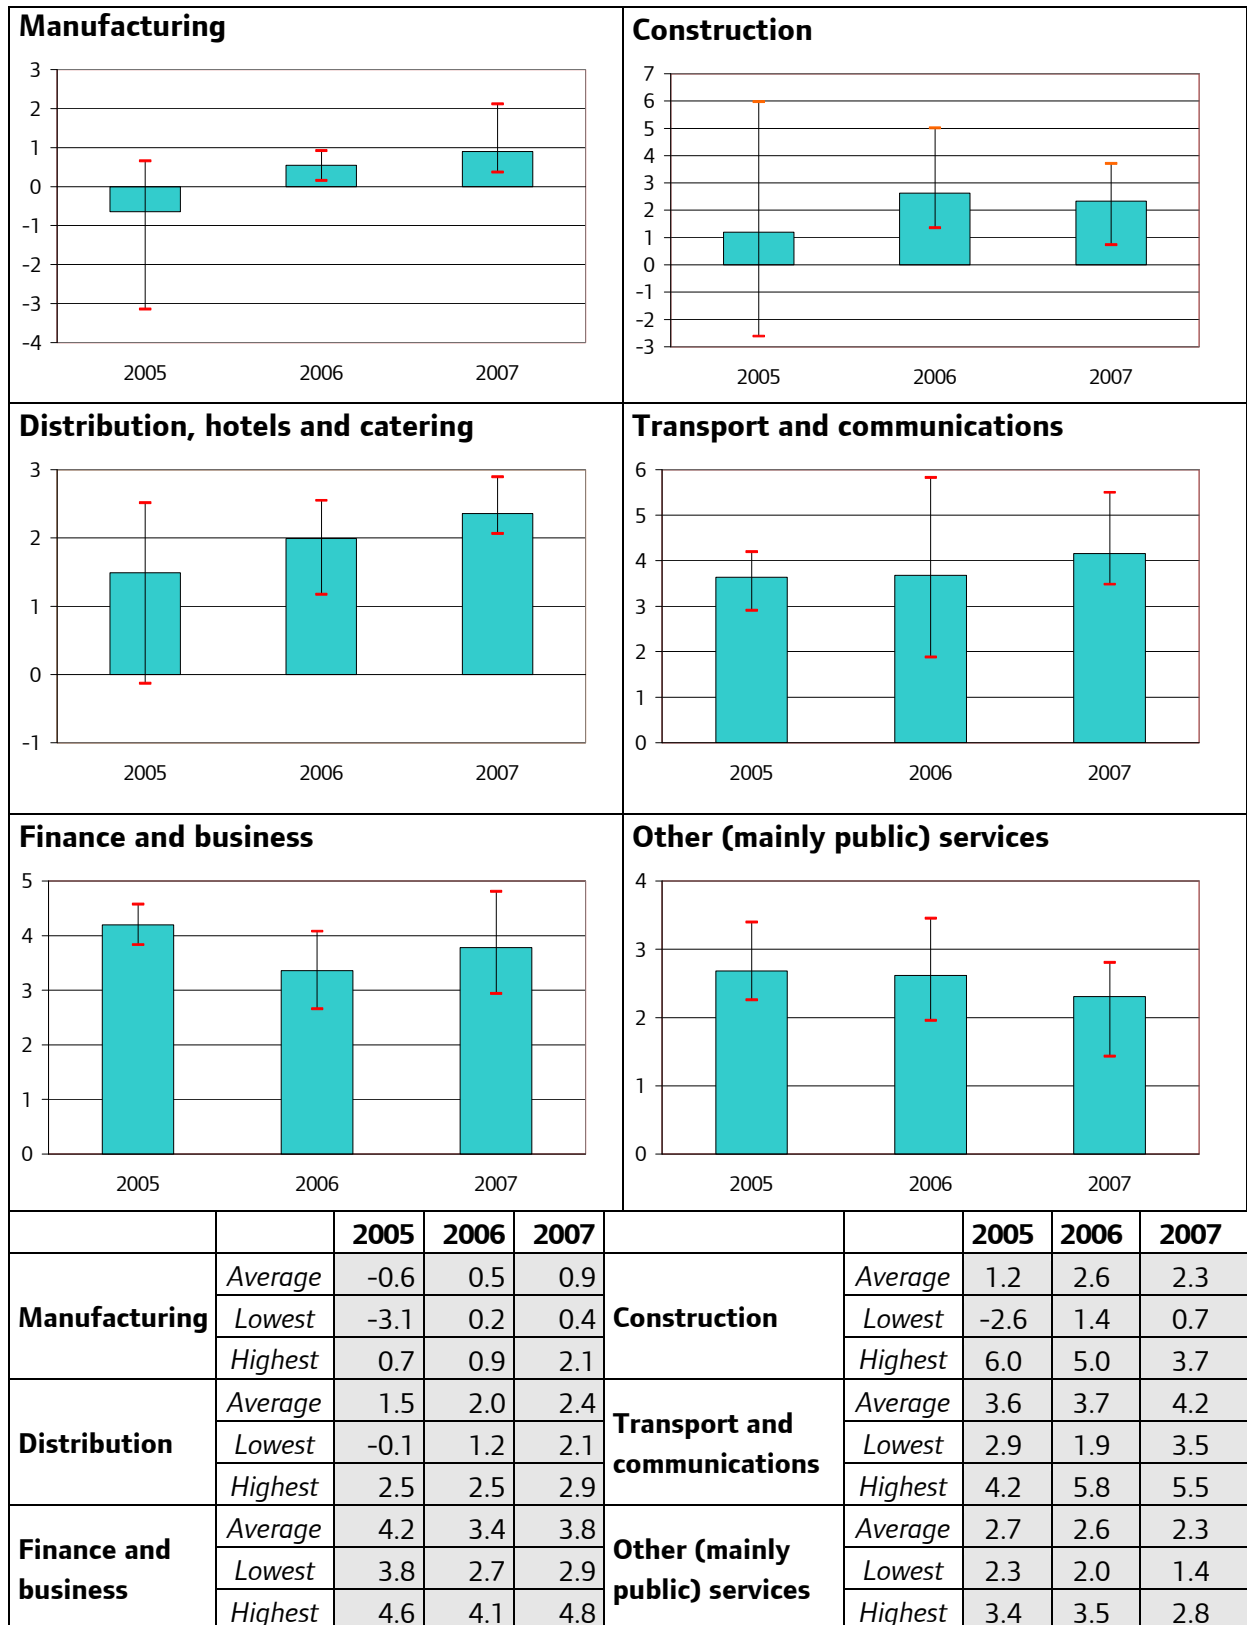 Manufacturing
3
2
1
0
-1
-2
-3
-4
2005 2006 2007
Construction
7
6
5
4
3
2
1
0
-1
-2
-3
2005 2006 2007
Distribution, hotels and catering
3
2
1
0
-1
2005 2006 2007
Transport and communications
6
5
4
3
2
1
0
2005 2006 2007
Finance and business
5
4
3
2
1
0
2005 2006 2007
Other (mainly public) services
4
3
2
1
0
2005 2006 2007
2005 2006 2007 2005 2006 2007
Manufacturing
Average -0.6 0.5 0.9
Lowest -3.1 0.2 0.4
Highest 0.7 0.9 2.1
Construction
Average 1.2 2.6 2.3
Lowest -2.6 1.4 0.7
Highest 6.0 5.0 3.7
Distribution
Average 1.5 2.0 2.4
Lowest -0.1 1.2 2.1
Highest 2.5 2.5 2.9
Transport and
communications
Average 3.6 3.7 4.2
Lowest 2.9 1.9 3.5
Highest 4.2 5.8 5.5
Finance and
business
Average 4.2 3.4 3.8
Lowest 3.8 2.7 2.9
Highest 4.6 4.1 4.8
Other (mainly
public) services
Average 2.7 2.6 2.3
Lowest 2.3 2.0 1.4
Highest 3.4 3.5 2.8